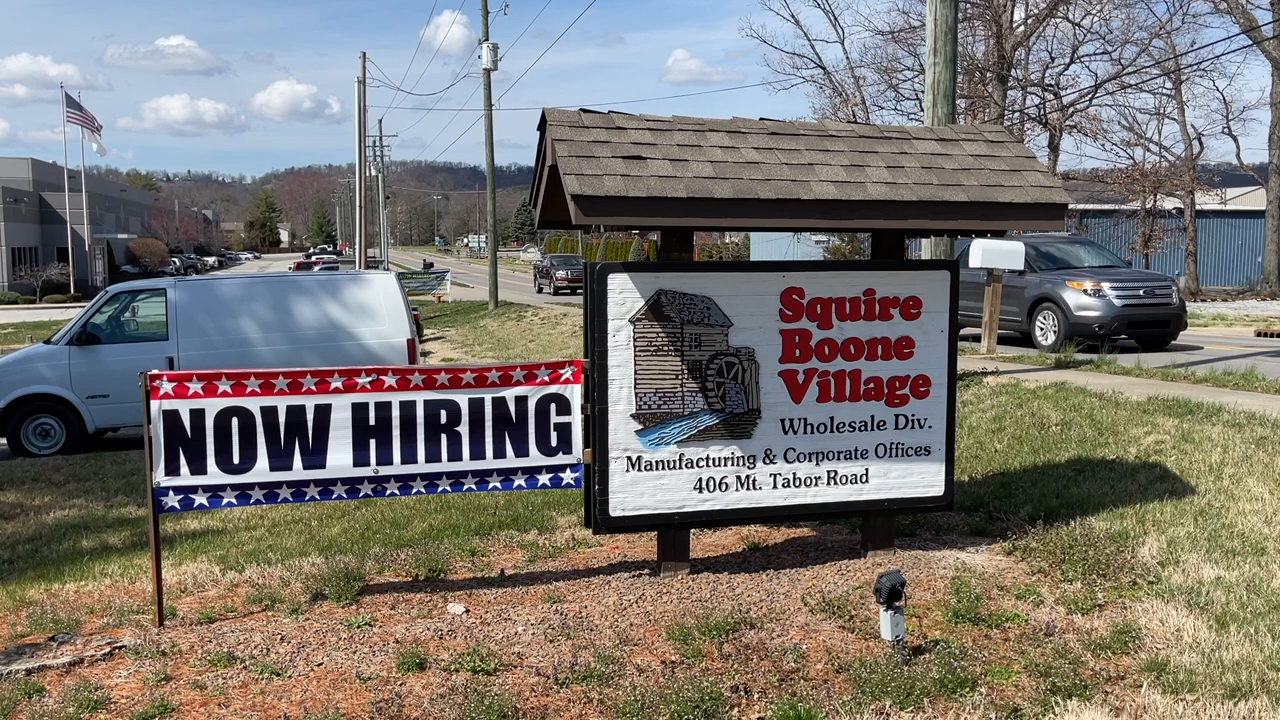 NOW HIRING
Squire
Boone
Village
Wholesale Div.
Manufacturing & Corporate Offices
406 Mt. Tabor Road